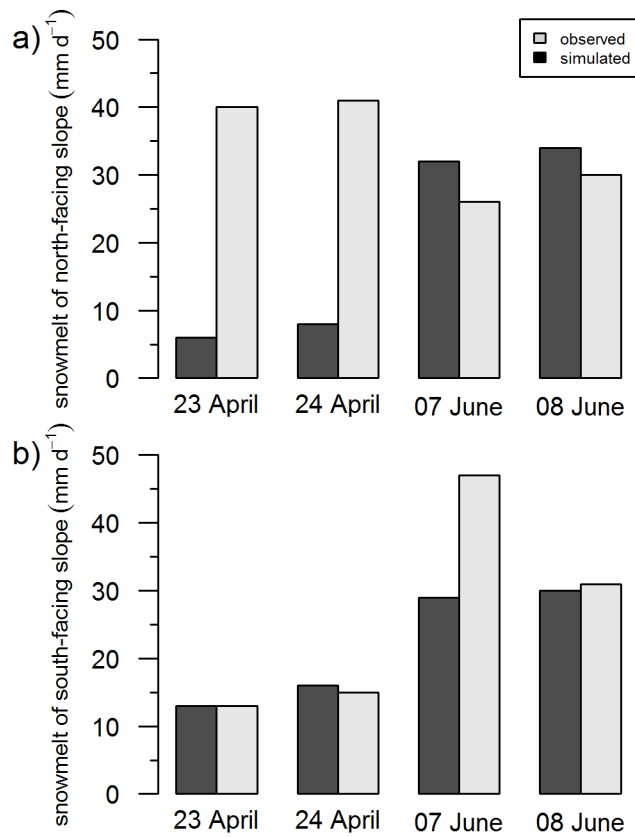 a)
snowmelt of north-facing slope (mm d⁻¹)
50
40
30
20
10
0
observed
simulated
23 April
24 April
07 June
08 June
b)
snowmelt of south-facing slope (mm d⁻¹)
50
40
30
20
10
0
23 April
24 April
07 June
08 June